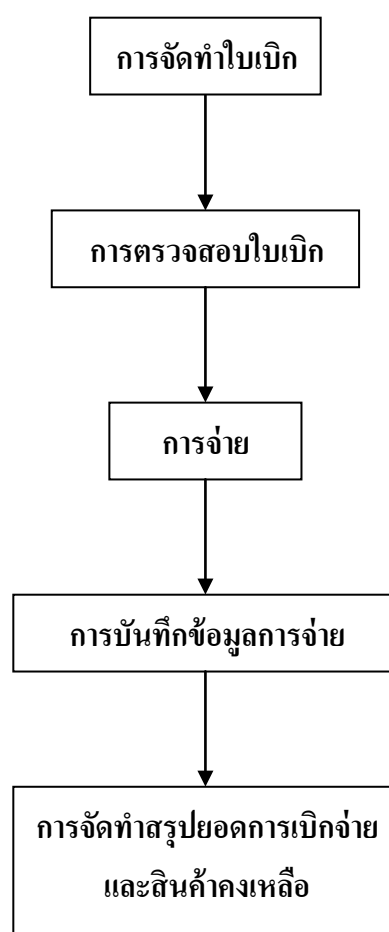 การจัดทำใบเบิก
การตรวจสอบใบเบิก
การจ่าย
การบันทึกข้อมูลการจ่าย
การจัดทำสรุปยอดการเบิกจ่าย
และสินค้าคงเหลือ